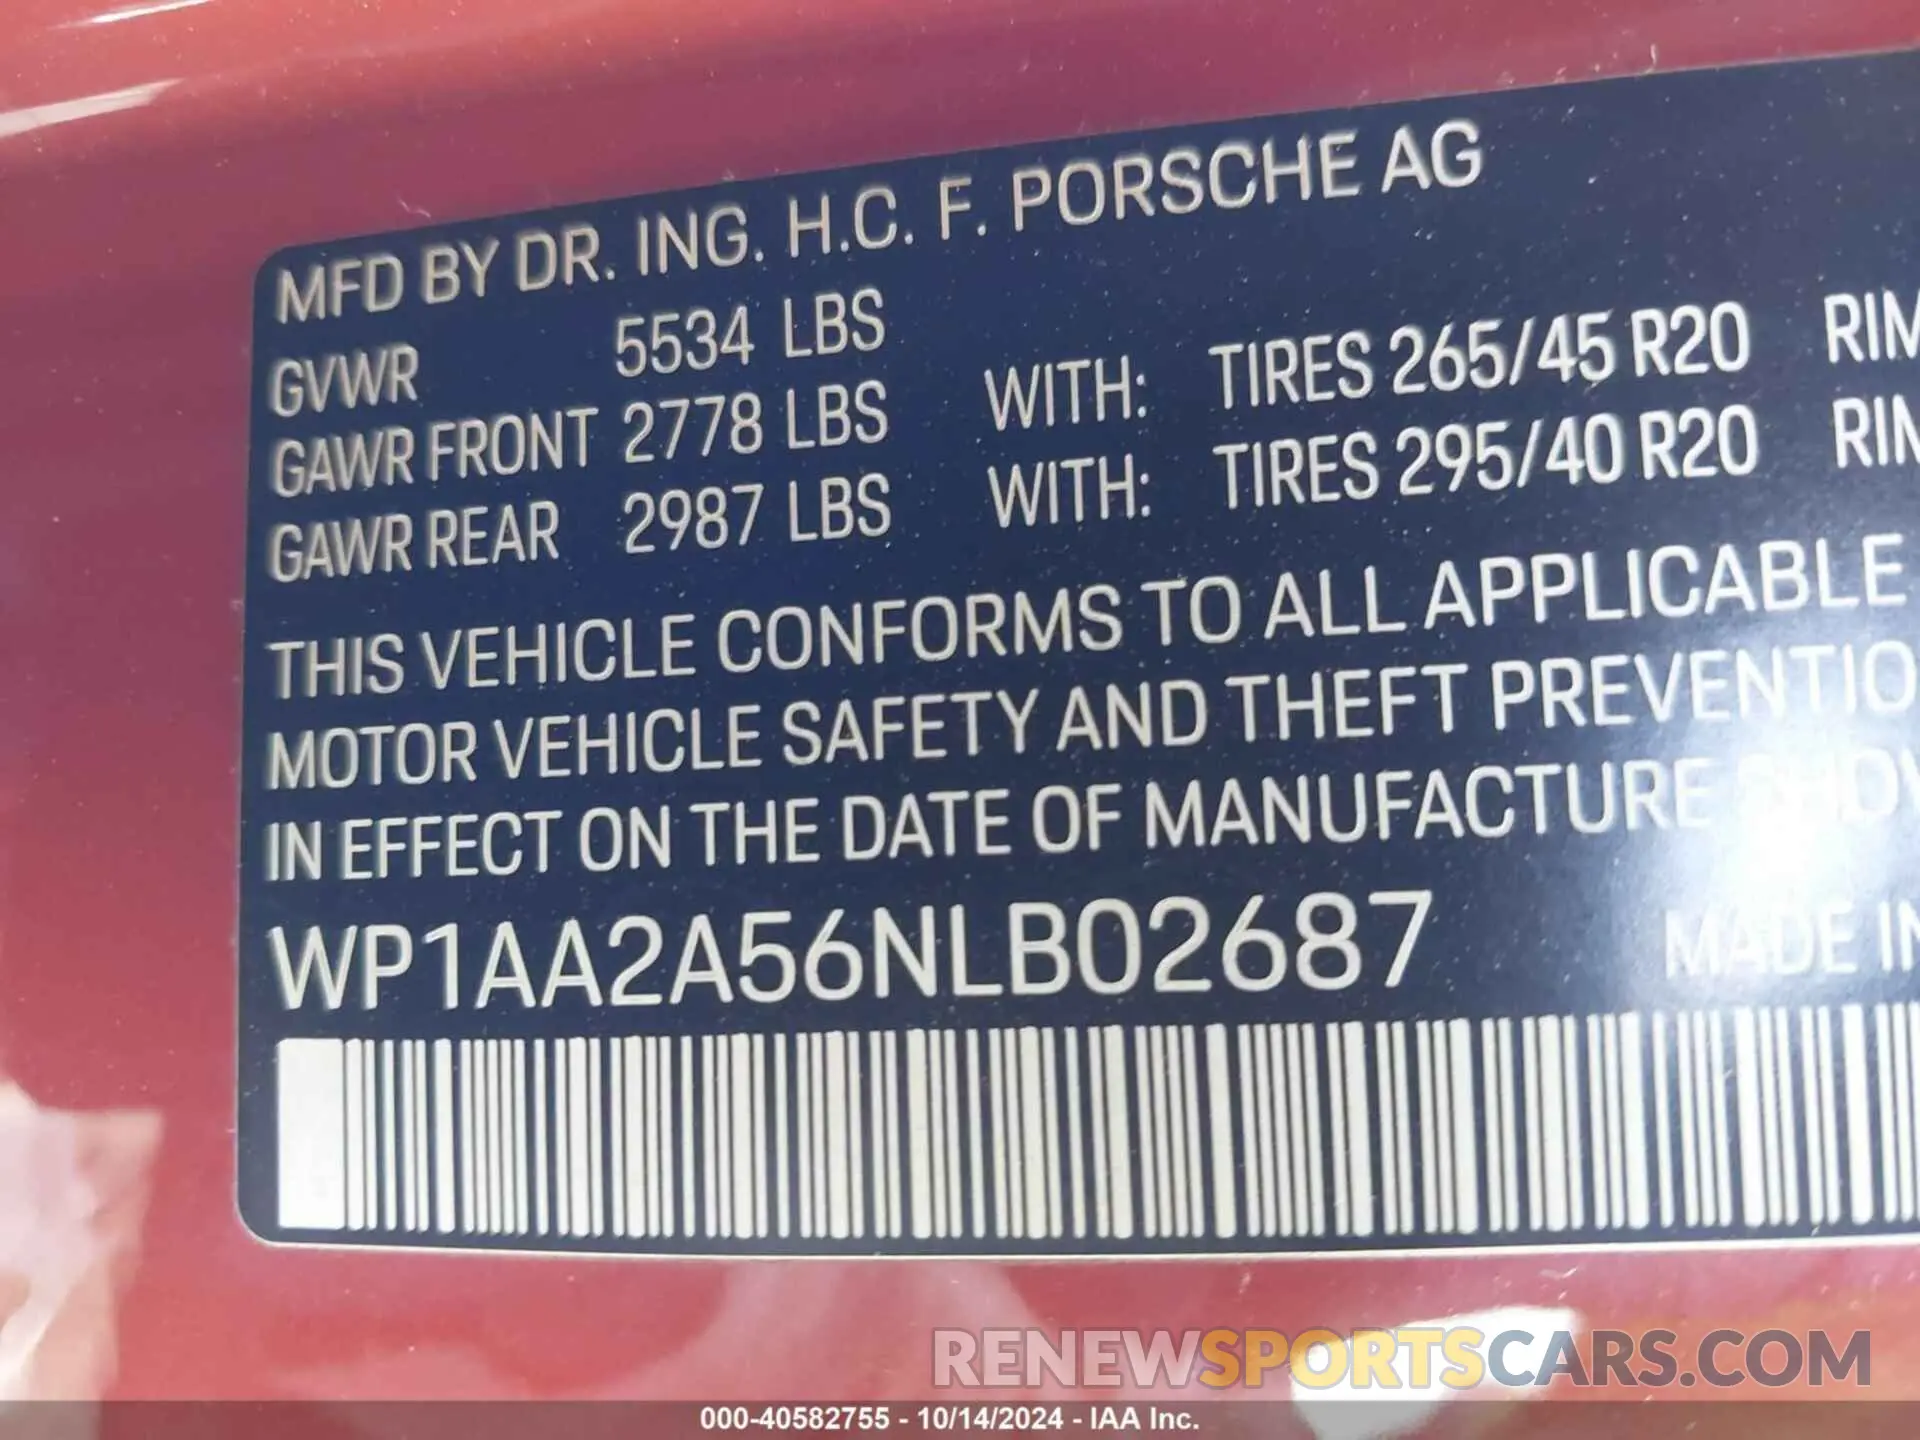 MFD BY DR. ING. H.C. F. PORSCHE AG
GVWR 5534 LBS
GAWR FRONT 2778 LBS WITH: TIRES 265/45 R20 RIM
GAWR REAR 2987 LBS WITH: TIRES 295/40 R20 RIM
THIS VEHICLE CONFORMS TO ALL APPLICABLE
MOTOR VEHICLE SAFETY AND THEFT PREVENTIO
IN EFFECT ON THE DATE OF MANUFACTURE SHOW
WP1AA2A56NLB02687 MADE IN
RENEWSPORTSCARS.COM
000-40582755 - 10/14/2024 - IAA Inc.